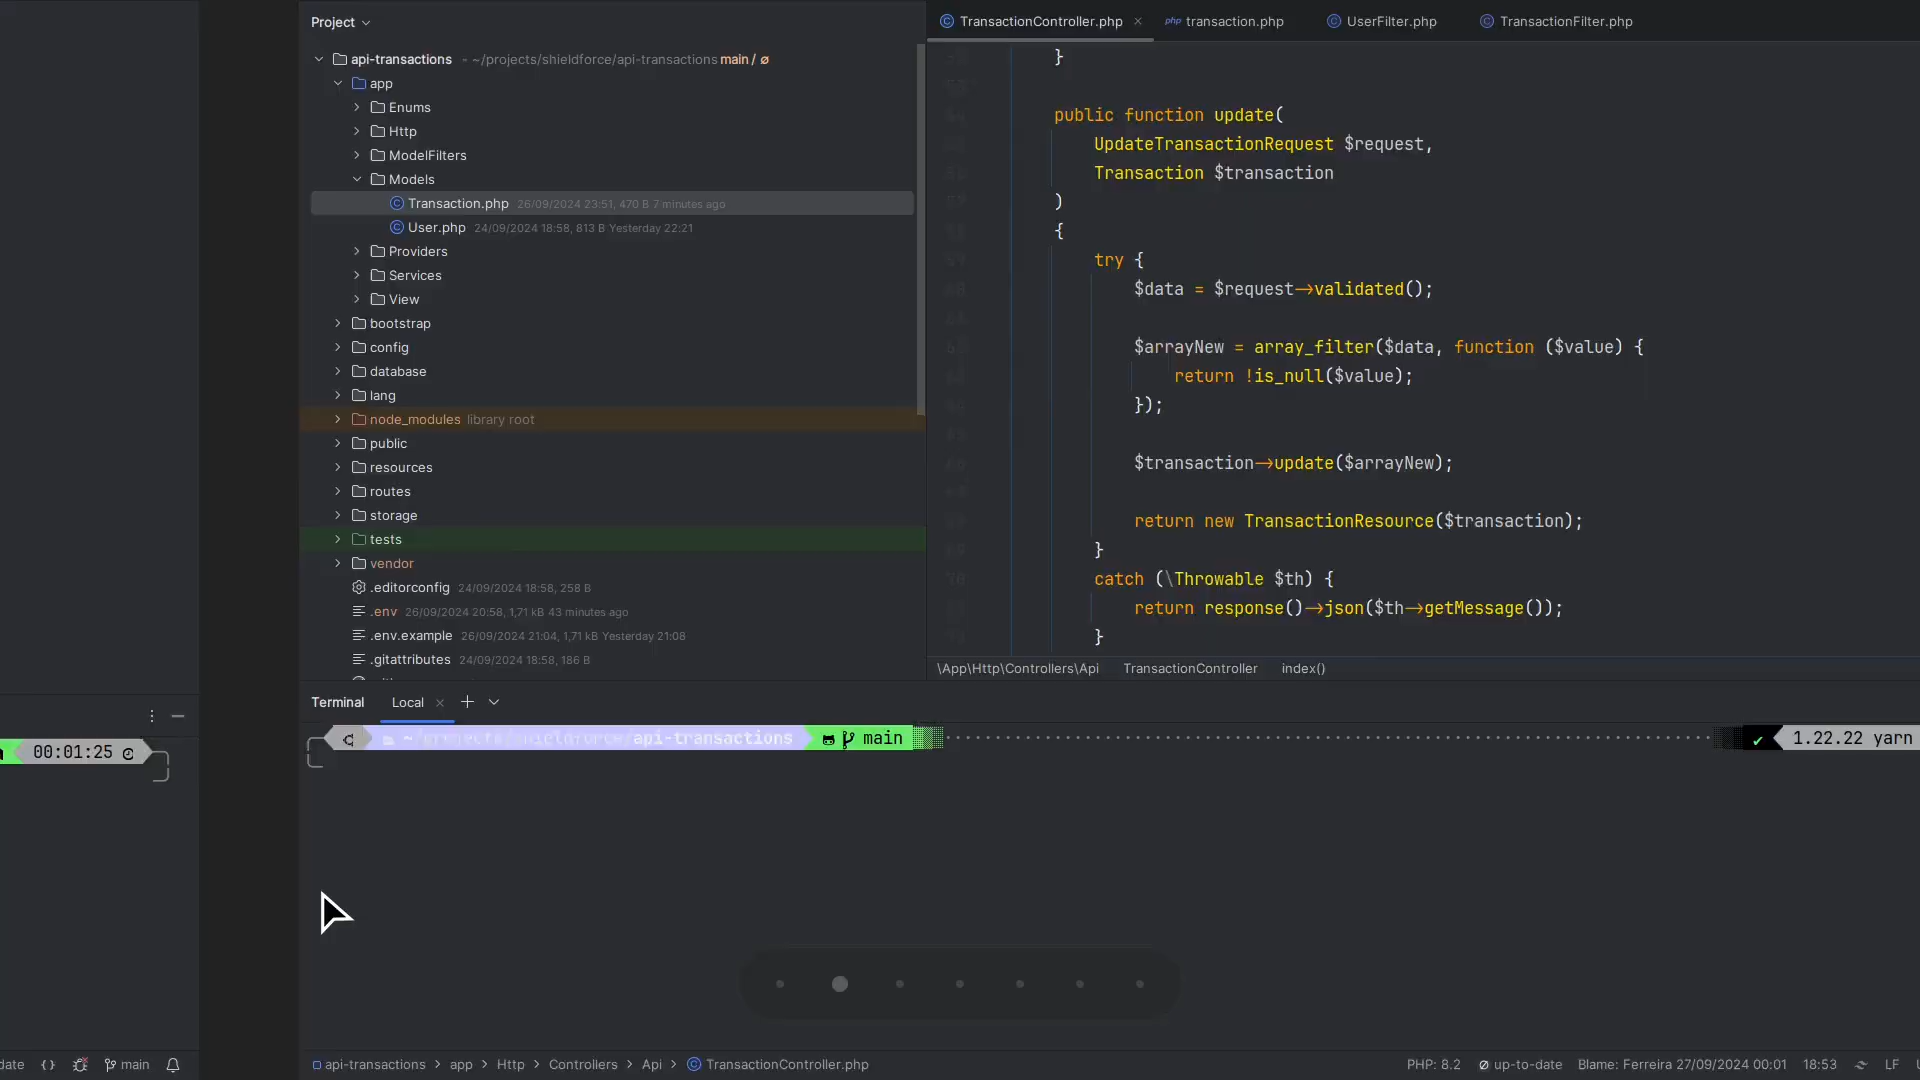 Project
api-transactions - ~/projects/shieldforce/api-transactions main / ∅
app
Enums
Http
ModelFilters
Models
Transaction.php 26/09/2024 23:51, 470 B 7 minutes ago
User.php 24/09/2024 18:58, 813 B Yesterday 22:21
Providers
Services
View
bootstrap
config
database
lang
node_modules library root
public
resources
routes
storage
tests
vendor
.editorconfig 24/09/2024 18:58, 258 B
.env 26/09/2024 20:58, 1,71 kB 43 minutes ago
.env.example 26/09/2024 21:04, 1,71 kB Yesterday 21:08
.gitattributes 24/09/2024 18:58, 186 B
TransactionController.php × php transaction.php UserFilter.php TransactionFilter.php
}
public function update(
UpdateTransactionRequest $request,
Transaction $transaction
)
{
try {
$data = $request→validated();
$arrayNew = array_filter($data, function ($value) {
return !is_null($value);
});
$transaction→update($arrayNew);
return new TransactionResource($transaction);
}
catch (\Throwable $th) {
return response()→json($th→getMessage());
}
\App\Http\Controllers\Api TransactionController index()
Terminal Local × +
00:01:25
~/projects/shieldforce/api-transactions main ✔ 1.22.22 yarn
date {} main
api-transactions > app > Http > Controllers > Api > TransactionController.php
PHP: 8.2 up-to-date Blame: Ferreira 27/09/2024 00:01 18:53 LF